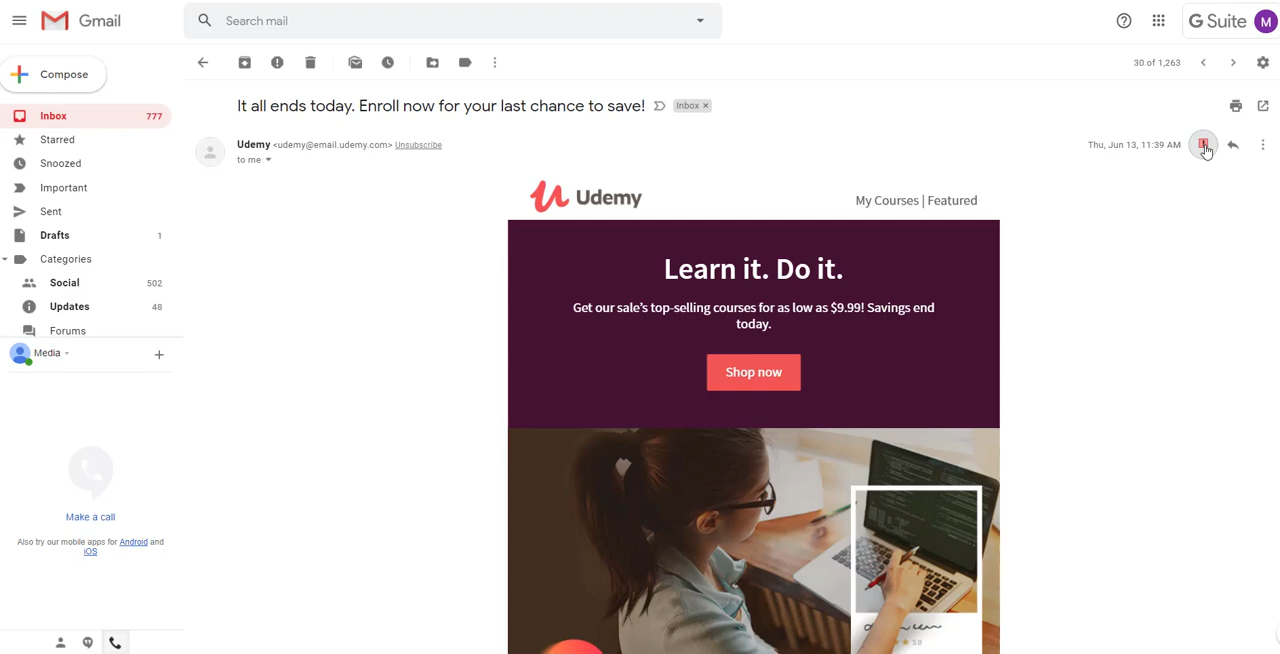 Gmail
Search mail
G Suite
M
Compose
30 of 1,263
Inbox 777
Starred
Snoozed
Important
Sent
Drafts 1
Categories
Social 502
Updates 48
Forums
Media
Make a call
Also try our mobile apps for Android and
iOS
It all ends today. Enroll now for your last chance to save! Inbox x
Udemy <udemy@email.udemy.com> Unsubscribe
Thu, Jun 13, 11:39 AM
to me
Udemy
My Courses | Featured
Learn it. Do it.
Get our sale's top-selling courses for as low as $9.99! Savings end
today.
Shop now